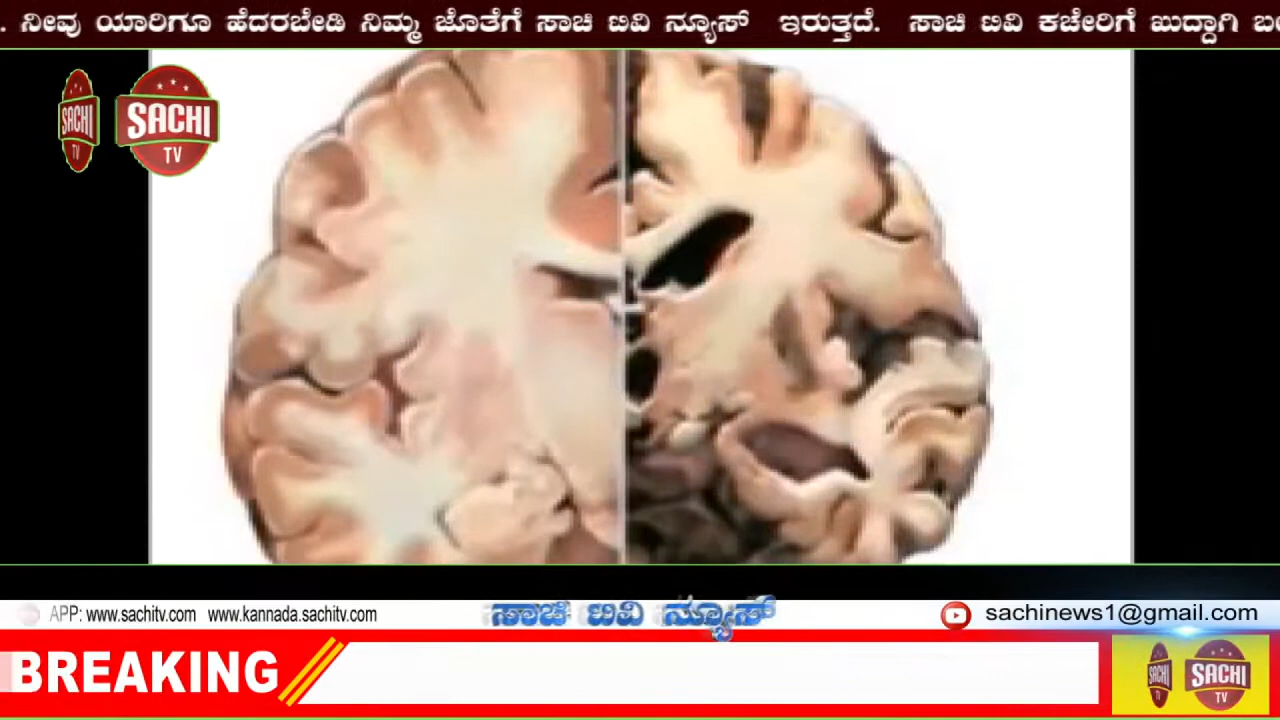 . ನೀವು ಯಾರಿಗೂ ಹೆದರಬೇಡಿ ನಿಮ್ಮ ಜೊತೆಗೆ ಸಾಚಿ ಟಿವಿ ನ್ಯೂಸ್ ಇರುತ್ತದೆ. ಸಾಚಿ ಟಿವಿ ಕಚೇರಿಗೆ ಖುದ್ದಾಗಿ
SACHI TV
SACHI TV
APP: www.sachitv.com www.kannada.sachitv.com
ಸಾಚಿ ಟಿವಿ ನ್ಯೂಸ್
sachinews1@gmail.com
BREAKING
SACHI TV
SACHI TV